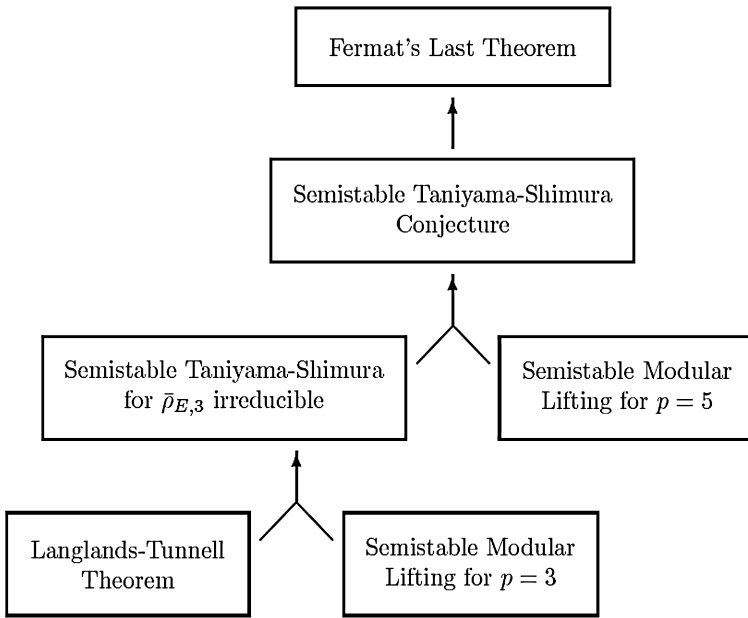 Fermat's Last Theorem
Semistable Taniyama-Shimura
Conjecture
Semistable Taniyama-Shimura
for ρ̄_{E,3} irreducible
Semistable Modular
Lifting for p = 5
Langlands-Tunnell
Theorem
Semistable Modular
Lifting for p = 3